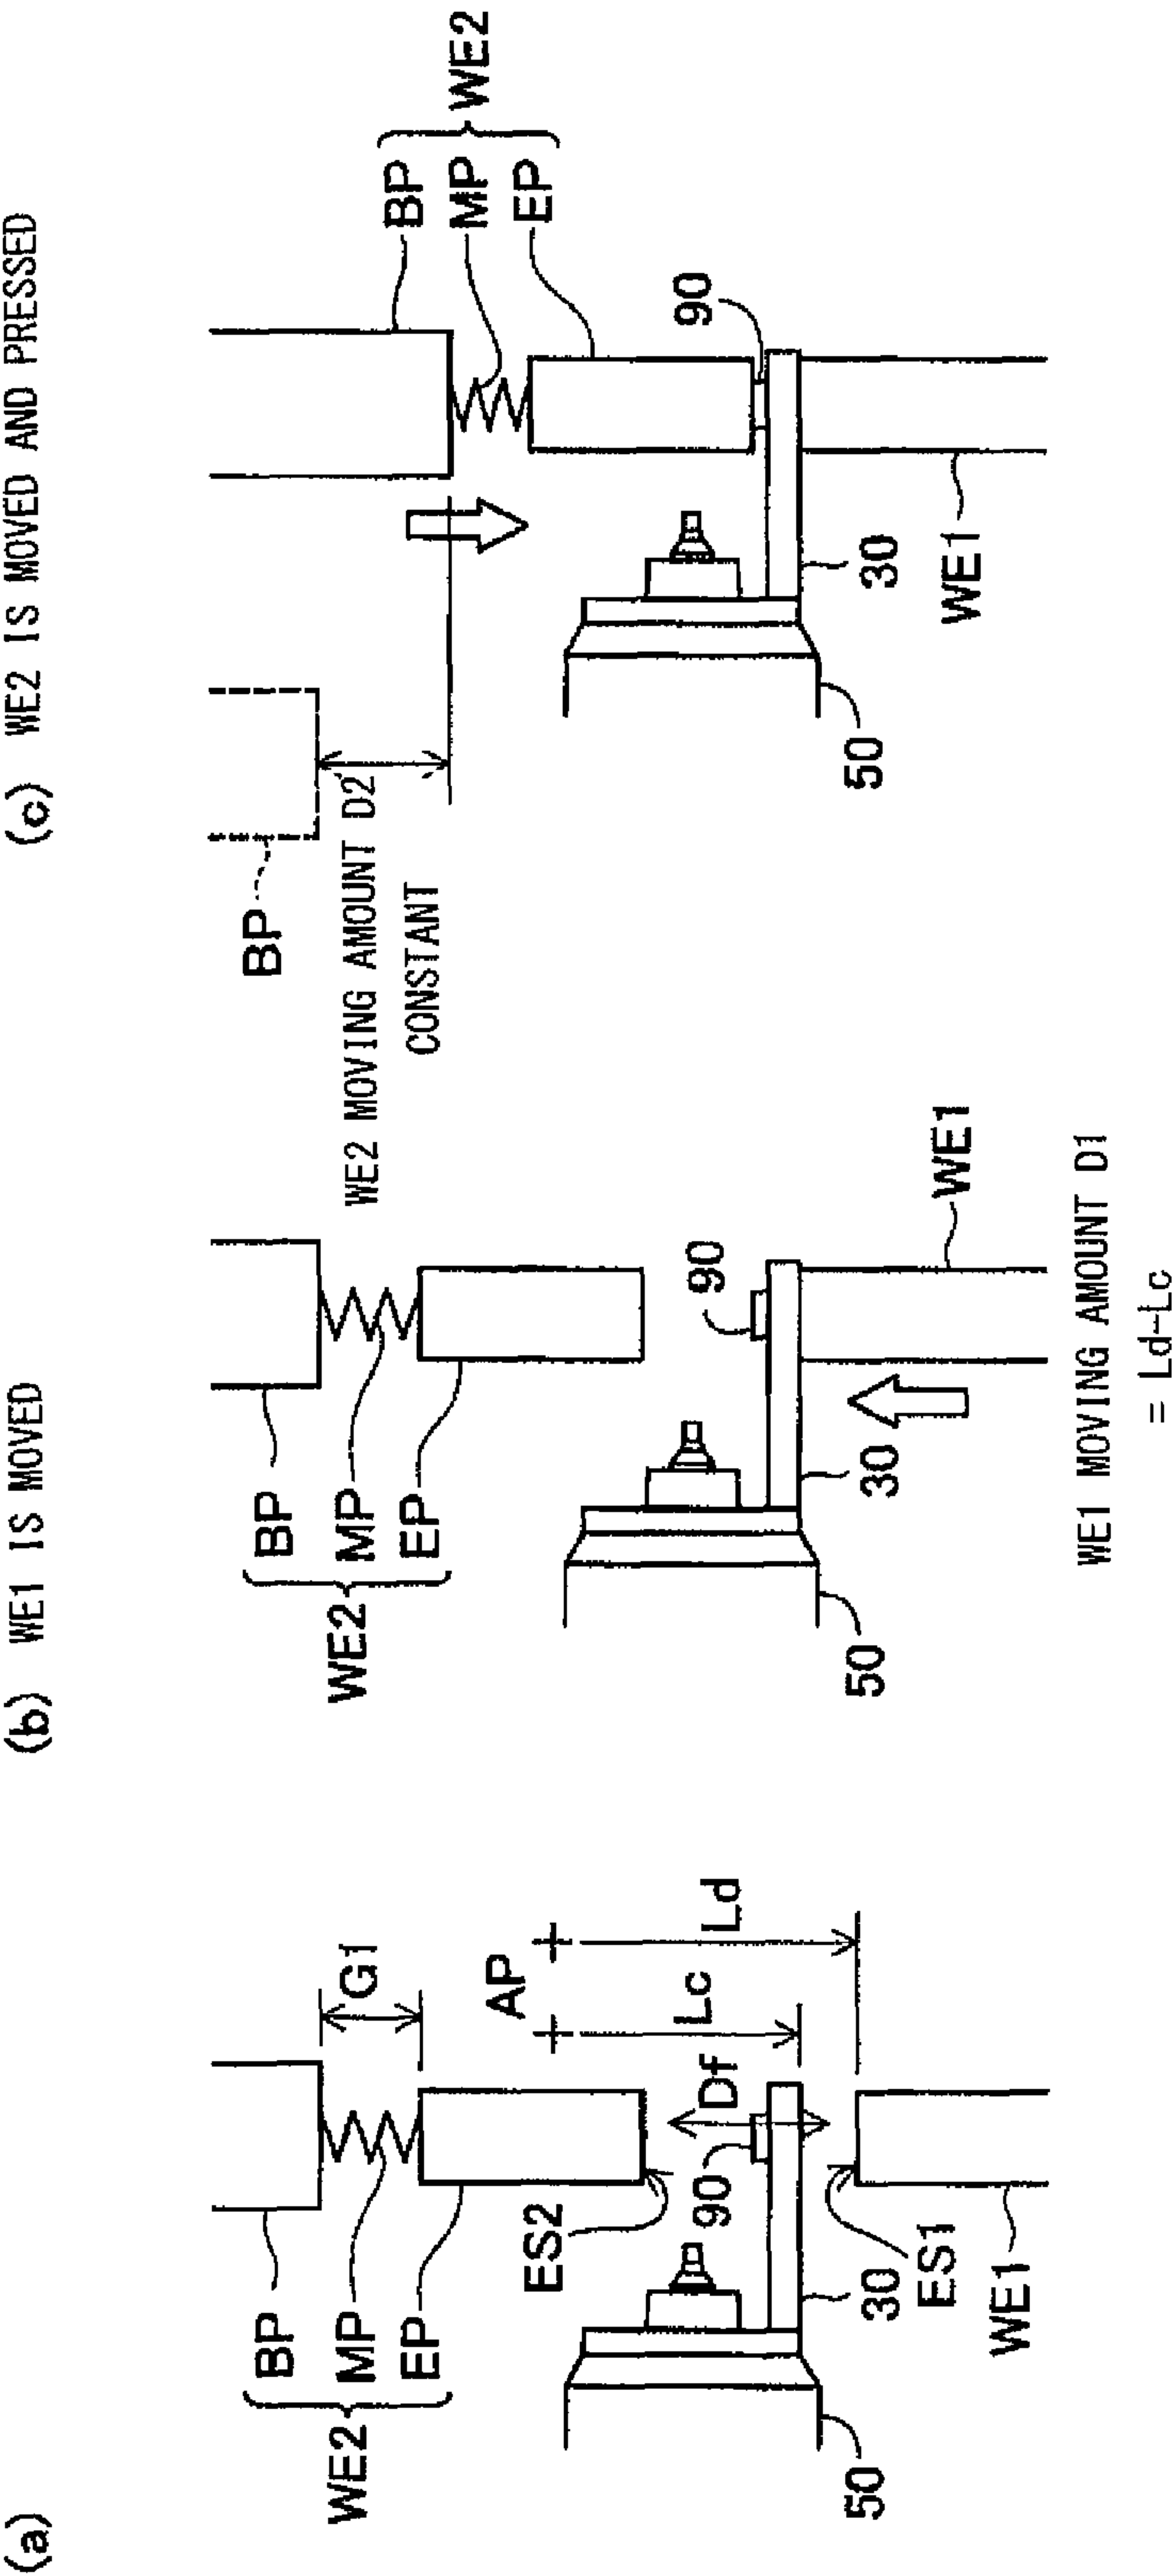 (a)
WE2
BP
MP
EP
G1
AP
ES2
Df
Lc
Ld
90
50
30
ES1
WE1
(b) WE1 IS MOVED
WE2
BP
MP
EP
90
50
30
WE1
WE1 MOVING AMOUNT D1
= Ld-Lc
(c) WE2 IS MOVED AND PRESSED
BP
WE2 MOVING AMOUNT D2
CONSTANT
BP
MP
EP
WE2
90
50
30
WE1